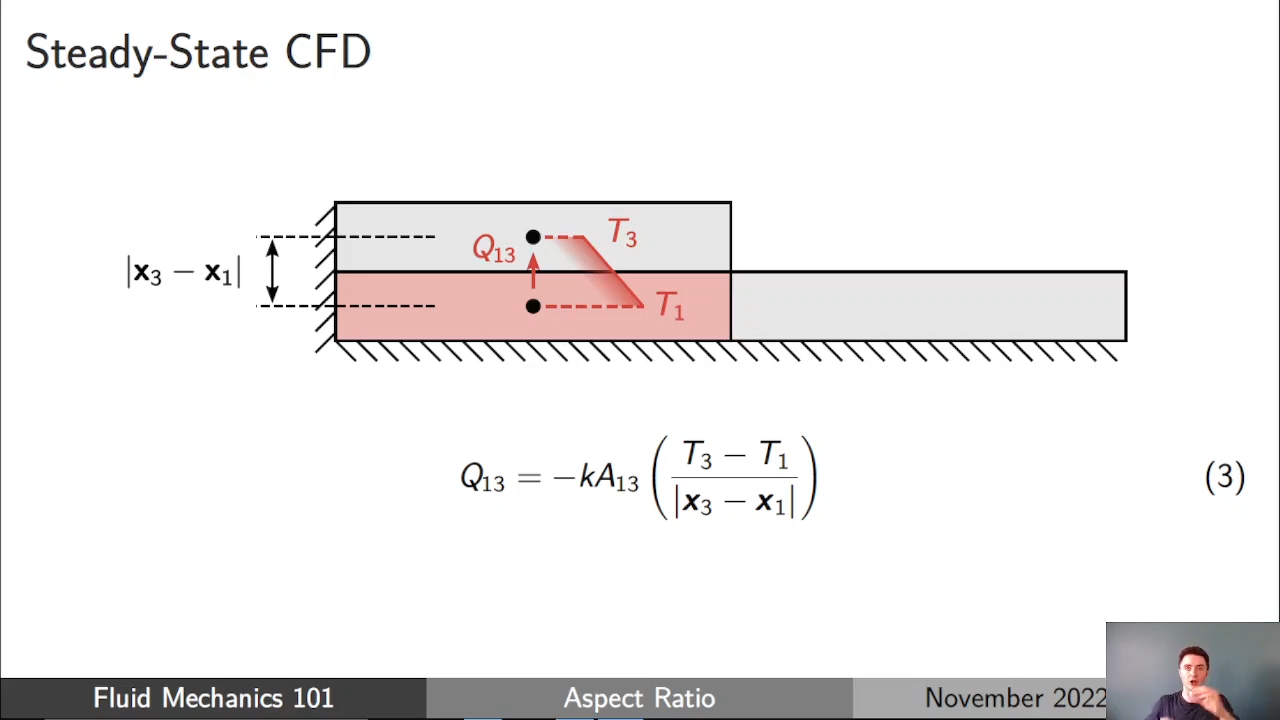 Steady-State CFD
Q₁₃
T₃
|x₃ − x₁|
T₁
Q₁₃ = −kA₁₃ ( (T₃ − T₁) / |x₃ − x₁| ) (3)
Fluid Mechanics 101 Aspect Ratio November 2022